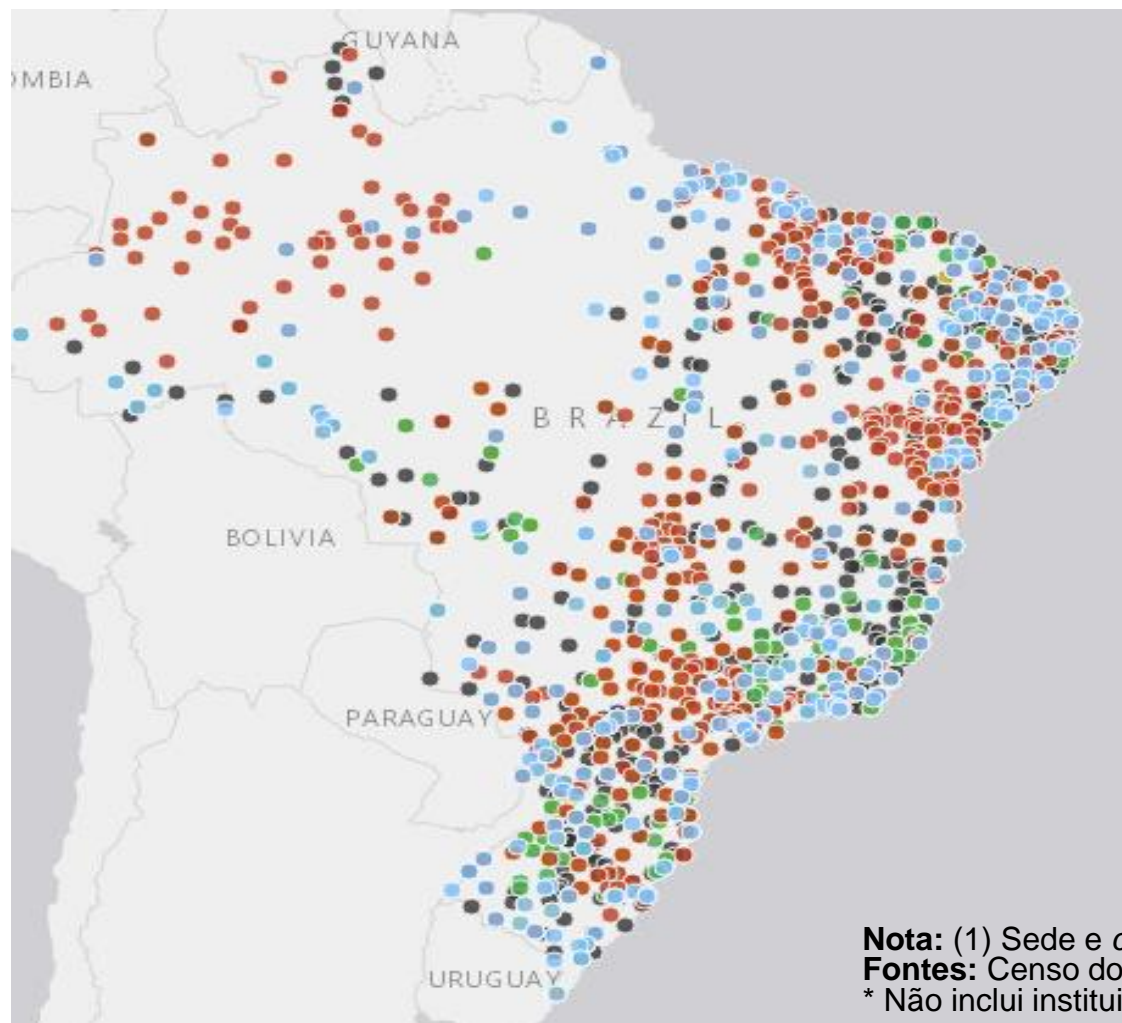 GUYANA
OMBIA
BRAZIL
BOLIVIA
PARAGUAY
URUGUAY
Nota: (1) Sede e c
Fontes: Censo do
* Não inclui institui